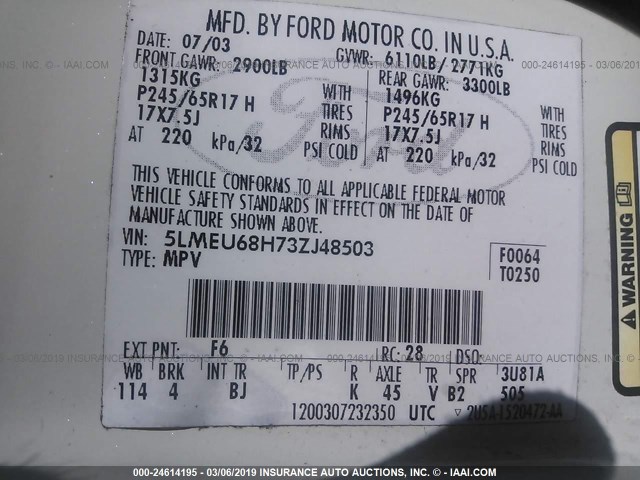 MFD. BY FORD MOTOR CO. IN U.S.A.
DATE: 07/03 GVWR: 6110LB/2771KG
FRONT GAWR: 2900LB REAR GAWR: 3300LB
1315KG WITH 1496KG WITH
P245/65R17 H TIRES P245/65R17 H TIRES
17X7.5J RIMS 17X7.5J RIMS
AT 220 kPa/32 PSI COLD AT 220 kPa/32 PSI COLD
Ford
THIS VEHICLE CONFORMS TO ALL APPLICABLE FEDERAL MOTOR
VEHICLE SAFETY STANDARDS IN EFFECT ON THE DATE OF
MANUFACTURE SHOWN ABOVE.
VIN: 5LMEU68H73ZJ48503 F0064
TYPE: MPV T0250
EXT PNT: F6 RC: 28 DSO:
WB BRK INT TR TP/PS R AXLE TR SPR 3U81A
114 4 BJ K 45 V B2 505
1200307232350 UTC 2U5A-1520472-AA
WARNING
000-24614195 - 03/06/2019 INSURANCE AUTO AUCTIONS, INC. - IAAI.COM